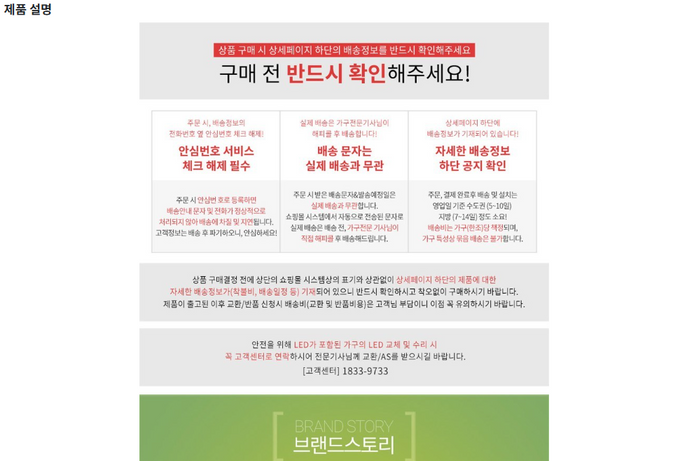 제품 설명
상품 구매 시 상세페이지 하단의 배송정보를 반드시 확인해주세요
구매 전 반드시 확인해주세요!
주문 시, 배송정보의
전화번호 옆 안심번호 체크 해제!
안심번호 서비스
체크 해제 필수
주문 시 안심번호로 등록하면
배송안내 문자 및 전화가 정상적으로
처리되지 않아 배송에 차질 및 지연됩니다.
고객정보는 배송 후 파기하오니, 안심하세요!
실제 배송은 가구전문기사님이
해피콜 후 배송합니다!
배송 문자는
실제 배송과 무관
주문 시 받은 배송문자&발송예정일은
실제 배송과 무관합니다.
쇼핑몰 시스템에서 자동으로 전송된 문자로
실제 배송은 배송 전, 가구전문 기사님이
직접 해피콜 후 배송해드립니다.
상세페이지 하단에
배송정보가 기재되어 있습니다!
자세한 배송정보
하단 공지 확인
주문, 결제 완료후 배송 및 설치는
영업일 기준 수도권 (5~10일)
지방 (7~14일) 정도 소요!
배송비는 가구(한조)당 책정되며,
가구 특성상 묶음 배송은 불가합니다.
상품 구매결정 전에 상단의 쇼핑몰 시스템상의 표기와 상관없이 상세페이지 하단의 제품에 대한
자세한 배송정보가(착불비, 배송일정 등) 기재되어 있으니 반드시 확인하시고 착오없이 구매하시기 바랍니다.
제품이 출고된 이후 교환/반품 신청시 배송비(교환 및 반품비용)은 고객님 부담이니 이점 꼭 유의하시기 바랍니다.
안전을 위해 LED가 포함된 가구의 LED 교체 및 수리 시
꼭 고객센터로 연락하시어 전문기사님께 교환/AS를 받으시길 바랍니다.
[고객센터] 1833-9733
BRAND STORY
브랜드스토리